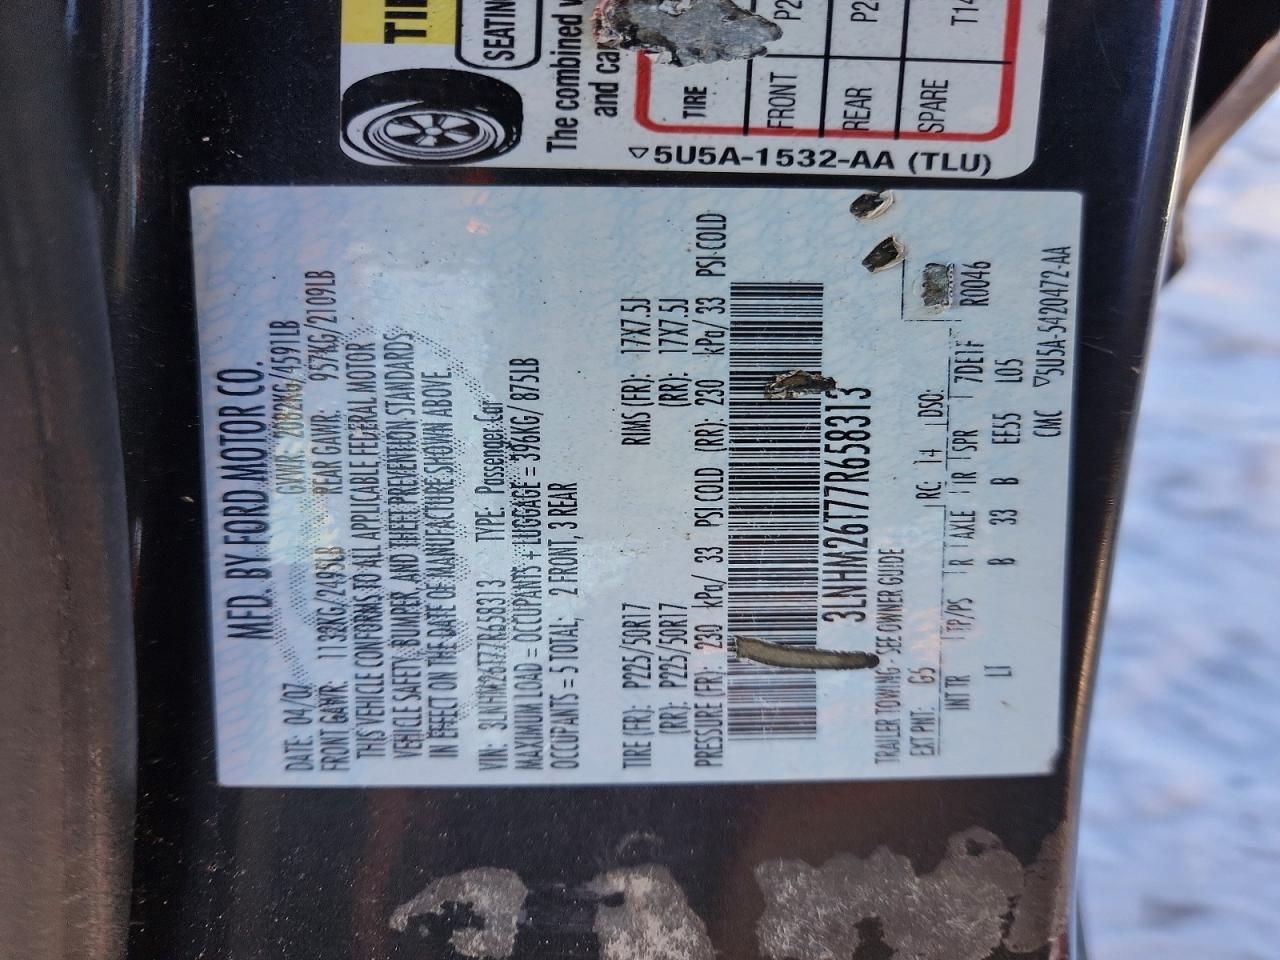 MFD. BY FORD MOTOR CO.
DATE: 04/07 GVWR: 2082KG/4591LB
FRONT GAWR: 1132KG/2495LB REAR GAWR: 957KG/2109LB
THIS VEHICLE CONFORMS TO ALL APPLICABLE FEDERAL MOTOR
VEHICLE SAFETY, BUMPER, AND THEFT PREVENTION STANDARDS
IN EFFECT ON THE DATE OF MANUFACTURE SHOWN ABOVE.
VIN: 3LNHM26T77R658313 TYPE: Passenger Car
MAXIMUM LOAD = OCCUPANTS + LUGGAGE = 396KG/ 875LB
OCCUPANTS = 5 TOTAL; 2 FRONT, 3 REAR
TIRE (FR): P225/50R17 RIMS (FR): 17X7.5J
(RR): P225/50R17 (RR): 17X7.5J
PRESSURE (FR): 230 kPa/ 33 PSI COLD (RR): 230 kPa/ 33 PSI COLD
3LNHM26T77R658313
TRAILER TOWING - SEE OWNER GUIDE
EXT PNT: G5 RC: 14 DSO:
INT TR TP/PS R AXLE TR SPR 7DE1F R0046
LI B 33 B EE55 L05
CMC ▽5U5A-5420472-AA
SEATING
The combined
and
TIRE
FRONT
REAR
SPARE
▽5U5A-1532-AA (TLU)